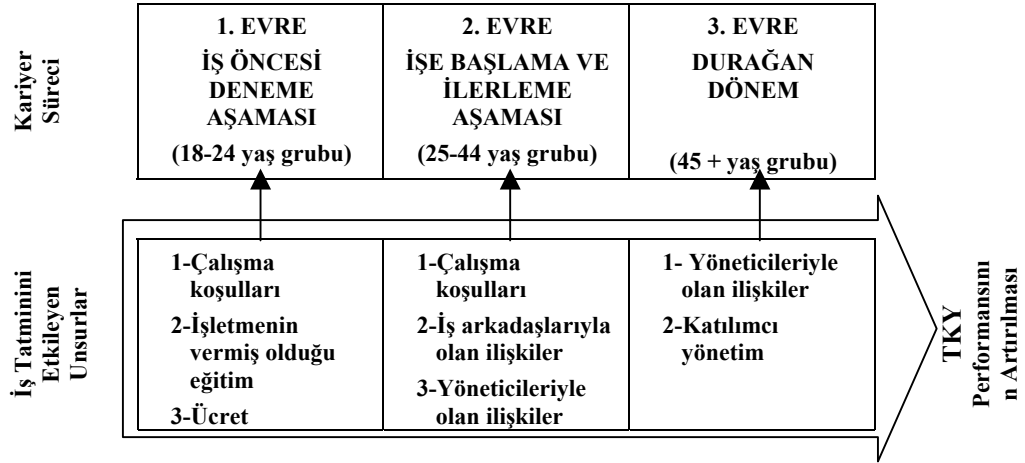 Kariyer
Süreci
1. EVRE
İŞ ÖNCESİ
DENEME
AŞAMASI
(18-24 yaş grubu)
2. EVRE
İŞE BAŞLAMA VE
İLERLEME
AŞAMASI
(25-44 yaş grubu)
3. EVRE
DURAĞAN
DÖNEM
(45 + yaş grubu)
İş Tatminini
Etkileyen
Unsurlar
1-Çalışma
koşulları
2-İşletmenin
vermiş olduğu
eğitim
3-Ücret
1-Çalışma
koşulları
2-İş arkadaşlarıyla
olan ilişkiler
3-Yöneticileriyle
olan ilişkiler
1- Yöneticileriyle
olan ilişkiler
2-Katılımcı
yönetim
TKY
Performansını
n Artırılması